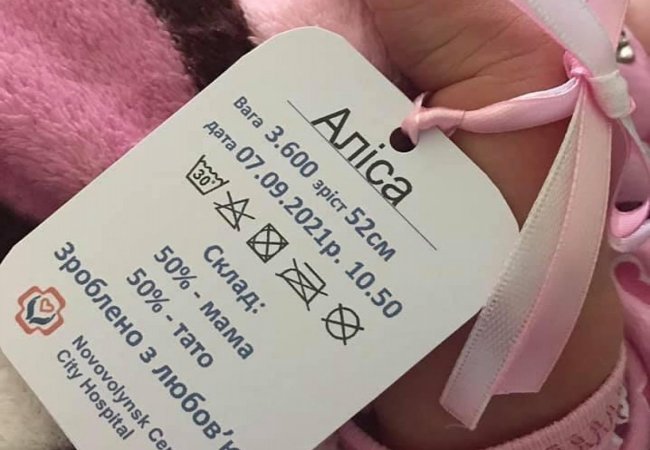 Аліса
Вага 3.600 зріст 52см
дата 07.09.2021р. 10.50
30°
Склад:
50% - мама
50% - тато
Зроблено з любов'
Novovolynsk
City Hospital